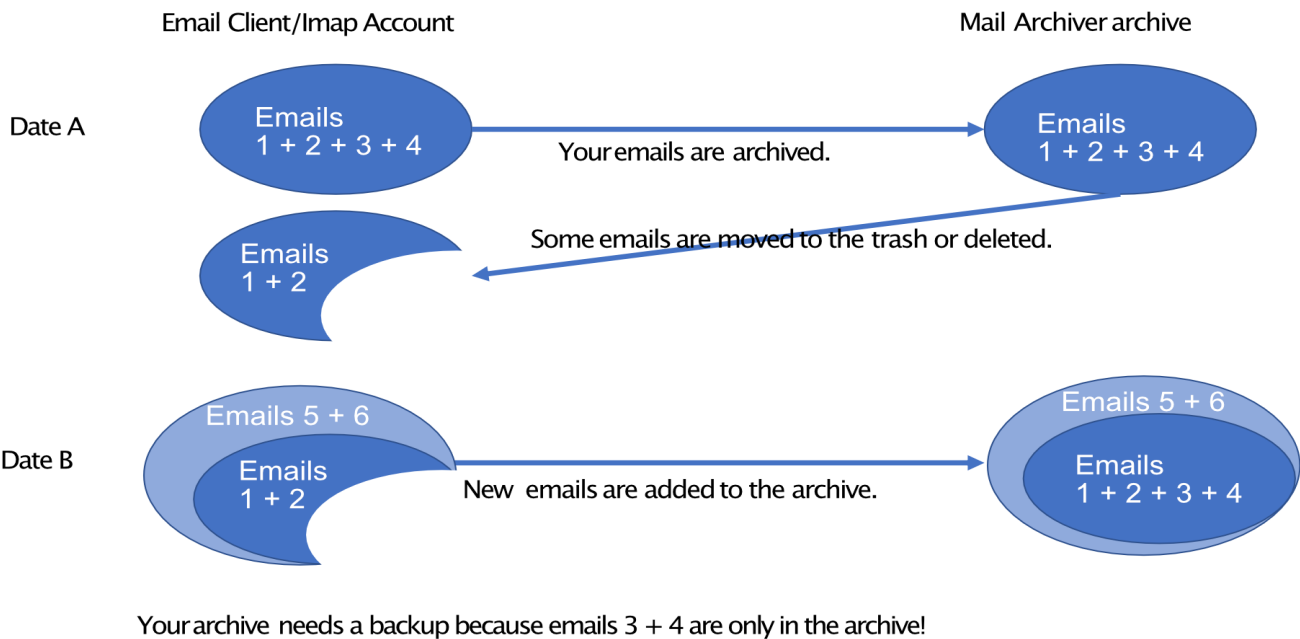 Email Client/Imap Account
Mail Archiver archive
Date A
Emails
1 + 2 + 3 + 4
Your emails are archived.
Emails
1 + 2 + 3 + 4
Some emails are moved to the trash or deleted.
Emails
1 + 2
Date B
Emails 5 + 6
Emails
1 + 2
New emails are added to the archive.
Emails 5 + 6
Emails
1 + 2 + 3 + 4
Your archive needs a backup because emails 3 + 4 are only in the archive!